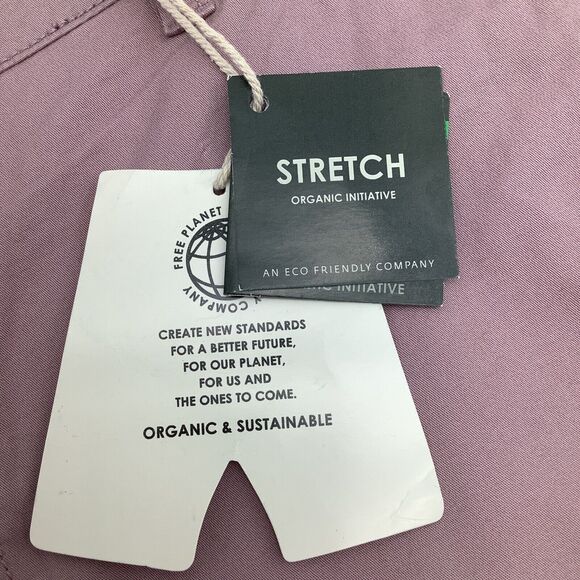 STRETCH
ORGANIC INITIATIVE
AN ECO FRIENDLY COMPANY
INITIATIVE
FREE PLANET
COMPANY
CREATE NEW STANDARDS
FOR A BETTER FUTURE,
FOR OUR PLANET,
FOR US AND
THE ONES TO COME.
ORGANIC & SUSTAINABLE